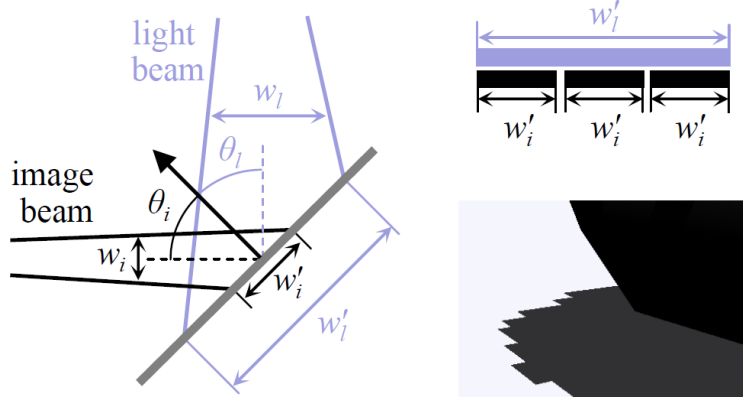 light
beam
w_l
θ_l
image
beam
θ_i
w_i
w'_i
w'_l
w'_l
w'_i w'_i w'_i